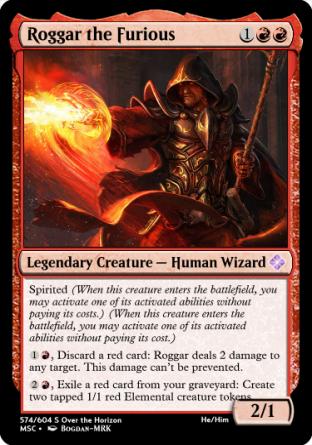 Roggar the Furious 1
Legendary Creature — Human Wizard
Spirited (When this creature enters the battlefield, you
may activate one of its activated abilities without
paying its costs.) (When this creature enters the
battlefield, you may activate one of its activated
abilities without paying its costs.)
1, Discard a red card: Roggar deals 2 damage to
any target. This damage can't be prevented.
2, Exile a red card from your graveyard: Create
two tapped 1/1 red Elemental creature tokens.
2/1
574/604 S Over the Horizon He/Him
MSC • Bogdan-MRK